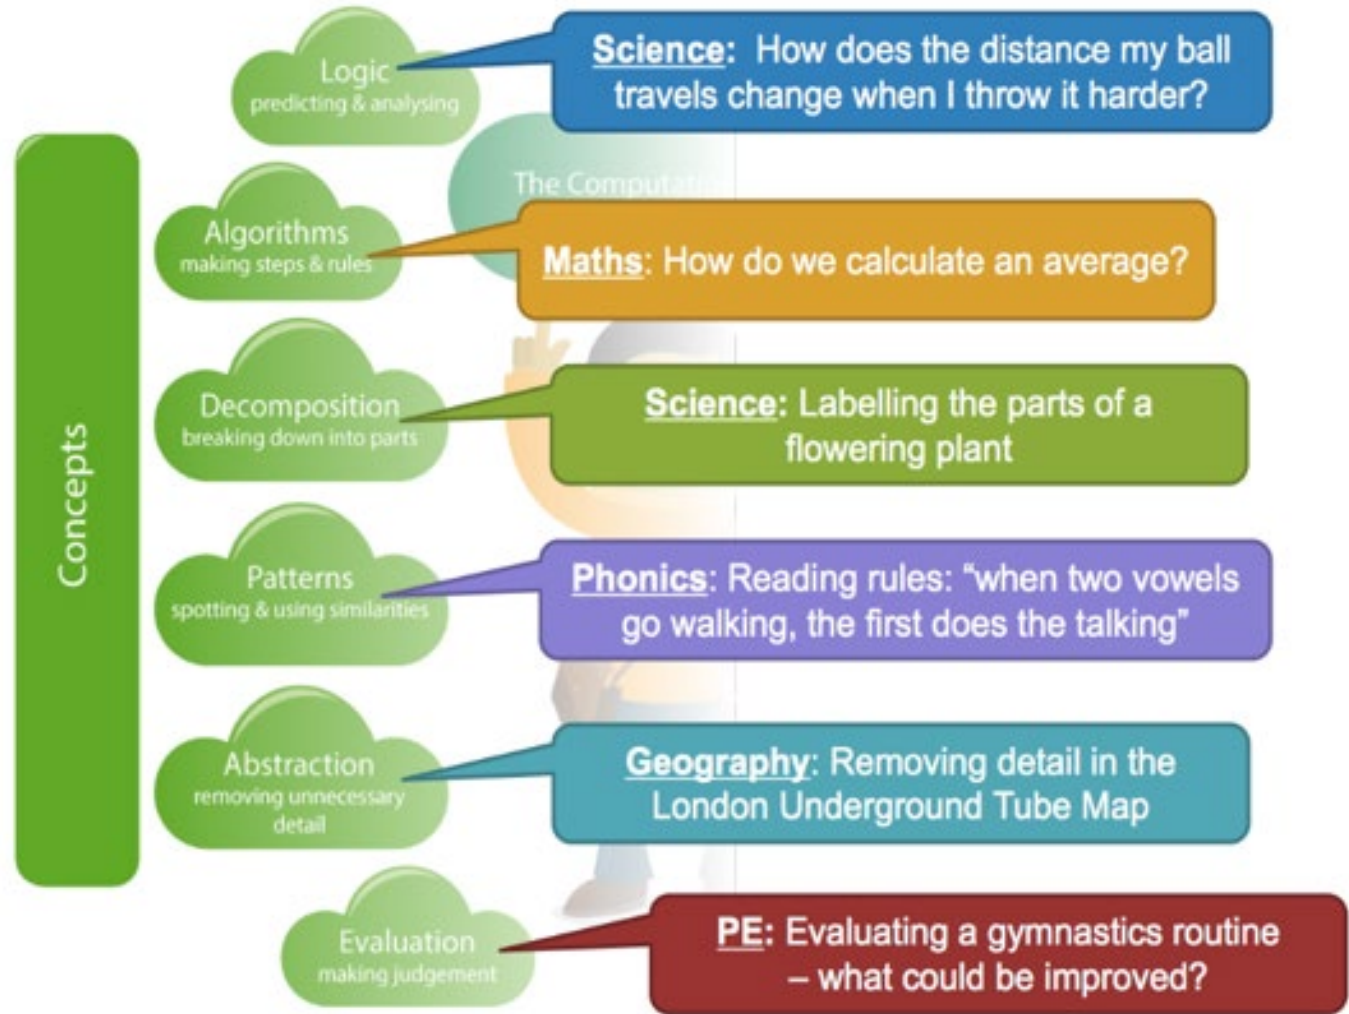 Concepts
Logic
predicting & analysing
Science: How does the distance my ball
travels change when I throw it harder?
The
Algorithms
making steps & rules
Maths: How do we calculate an average?
Decomposition
breaking down into parts
Science: Labelling the parts of a
flowering plant
Patterns
spotting & using similarities
Phonics: Reading rules: “when two vowels
go walking, the first does the talking”
Abstraction
removing unnecessary
detail
Geography: Removing detail in the
London Underground Tube Map
Evaluation
making judgement
PE: Evaluating a gymnastics routine
– what could be improved?